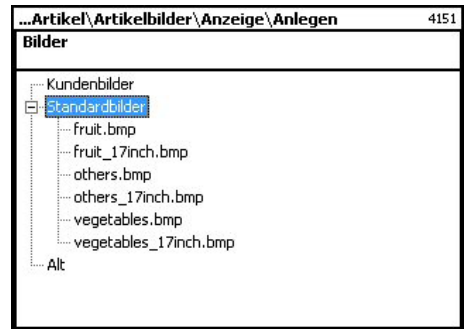 ...Artikel\Artikelbilder\Anzeige\Anlegen 4151
Bilder
Kundenbilder
Standardbilder
fruit.bmp
fruit_17inch.bmp
others.bmp
others_17inch.bmp
vegetables.bmp
vegetables_17inch.bmp
Alt